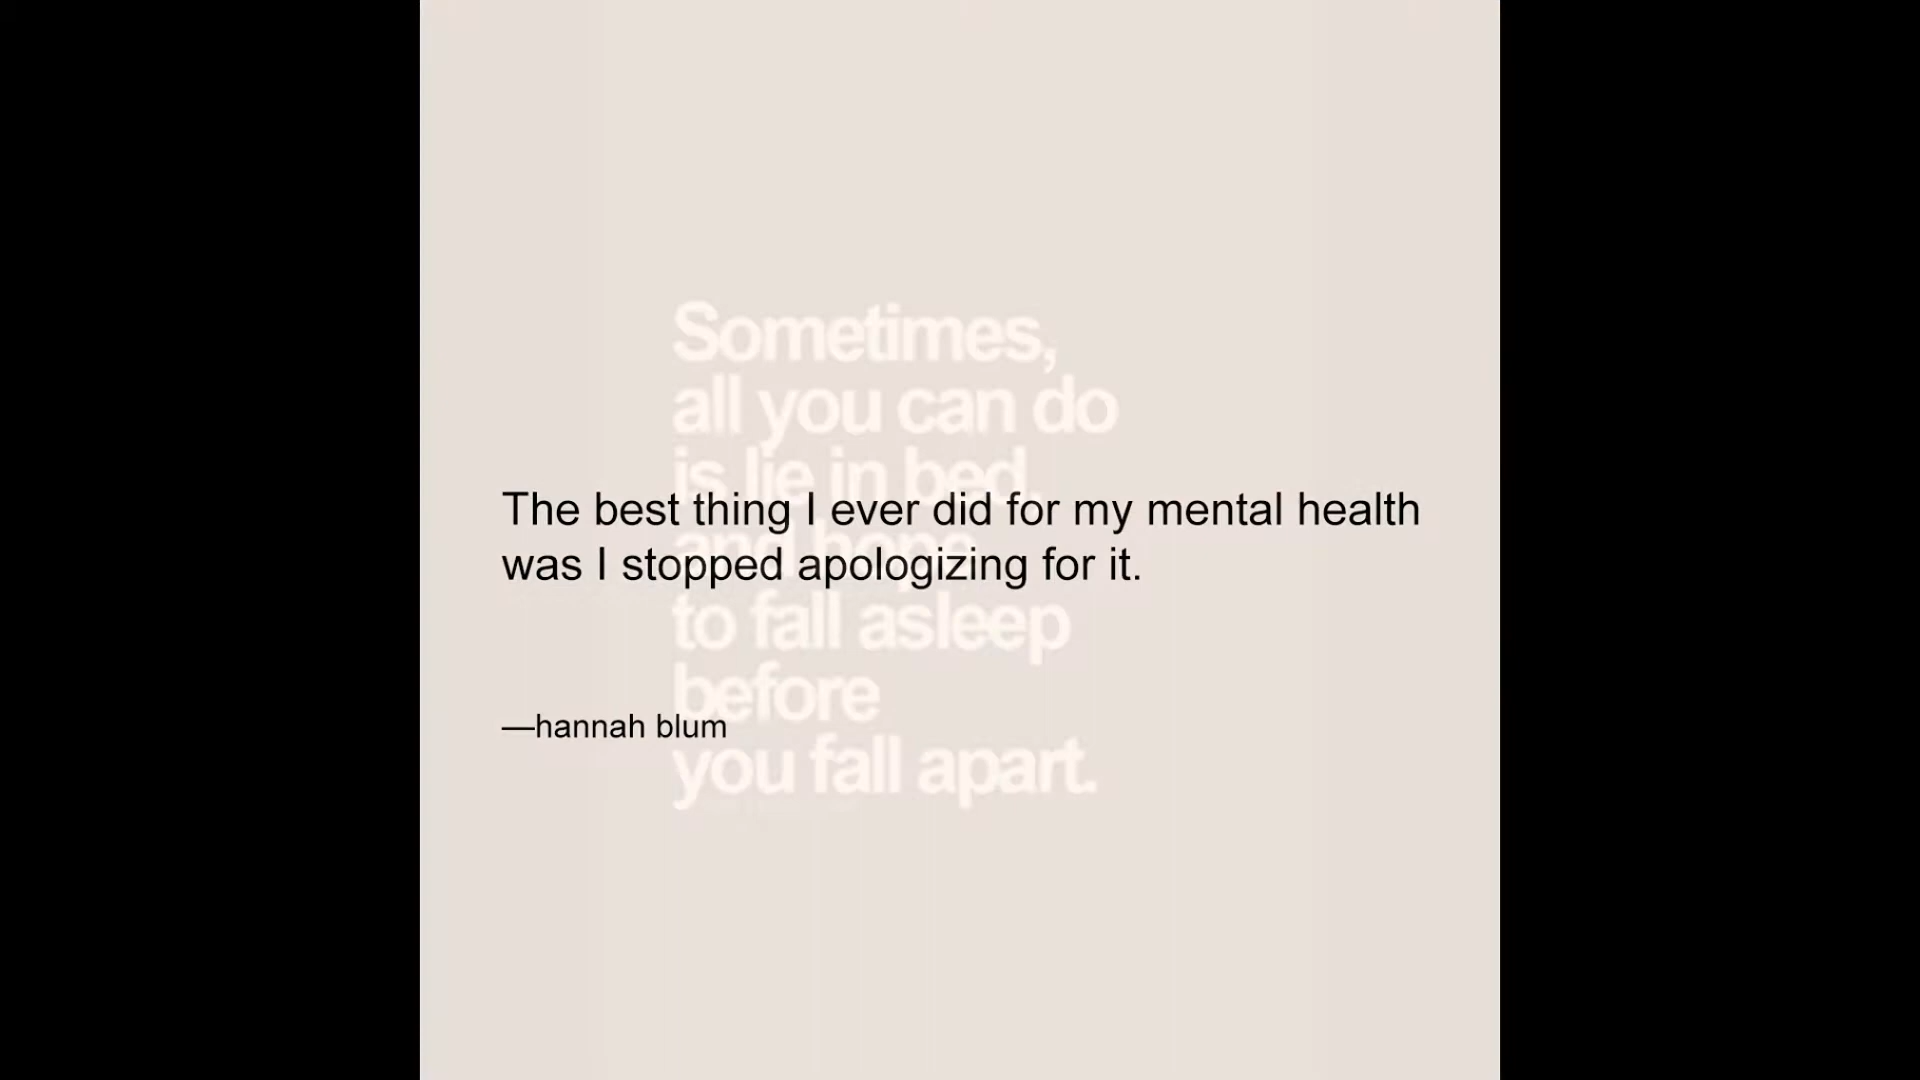 Sometimes,
all you can do
is lie in bed,
and hope
to fall asleep
before
you fall apart.
The best thing I ever did for my mental health
was I stopped apologizing for it.
—hannah blum